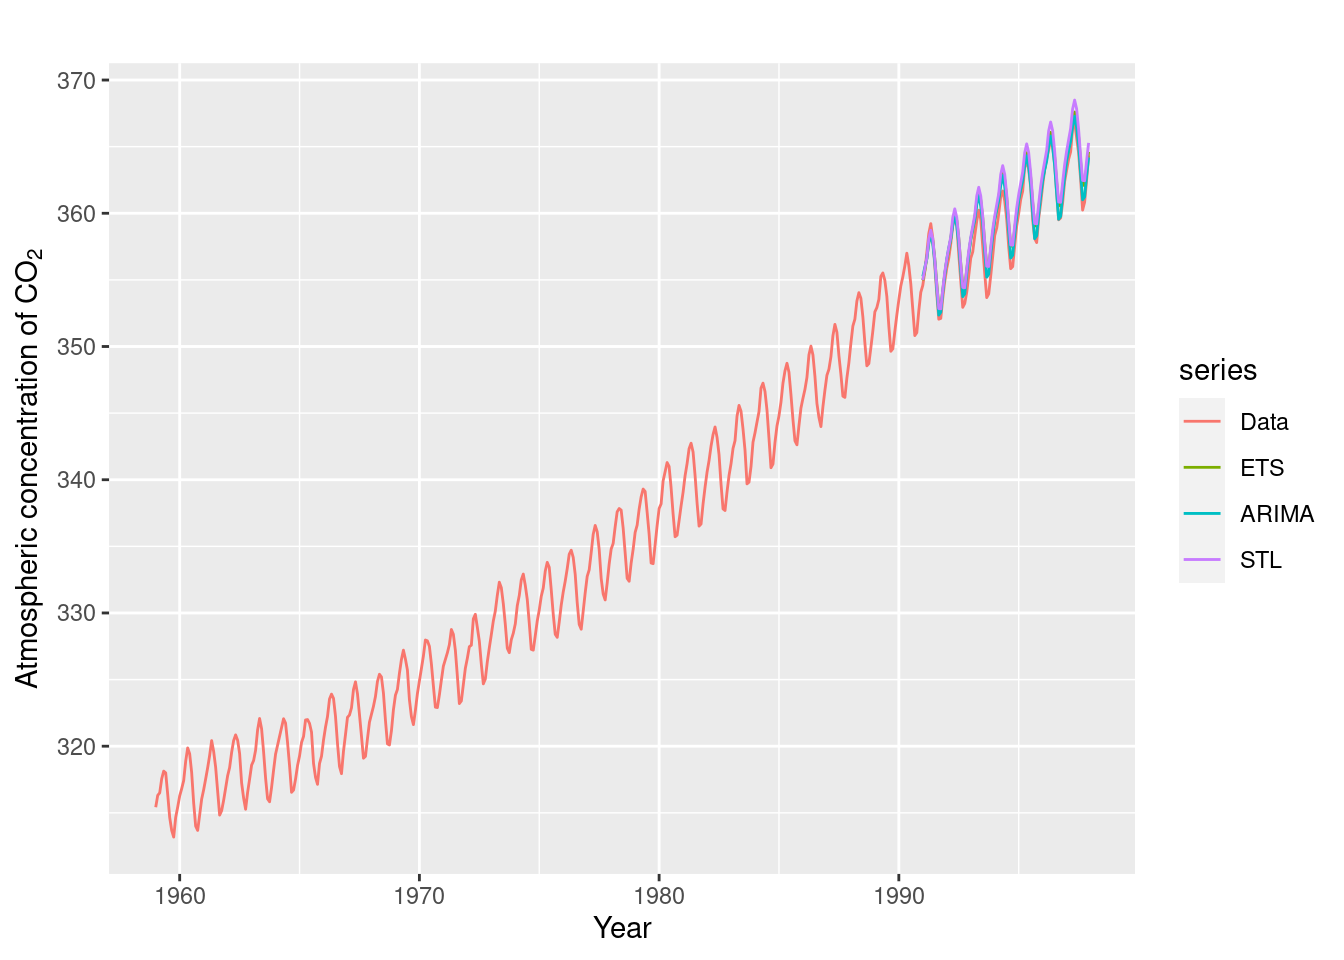 370
360
350
340
330
320
Atmospheric concentration of CO₂
1960 1970 1980 1990
Year
series
Data
ETS
ARIMA
STL